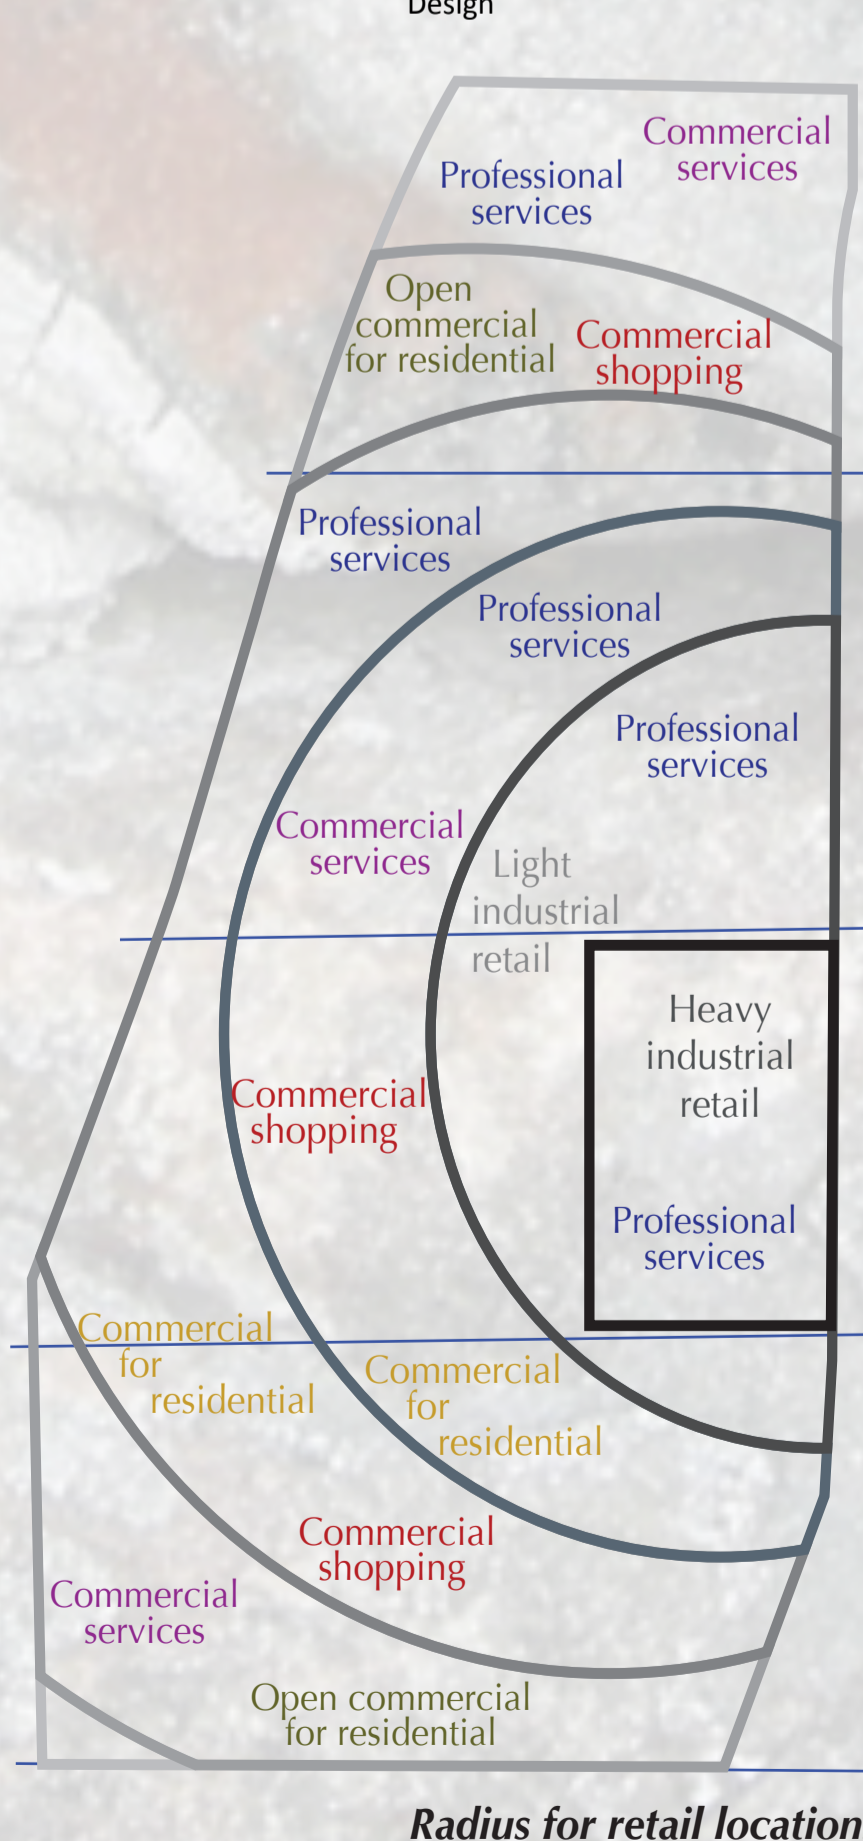 Design
Commercial
services
Professional
services
Open
commercial
for residential
Commercial
shopping
Professional
services
Professional
services
Professional
services
Commercial
services
Light
industrial
retail
Heavy
industrial
retail
Commercial
shopping
Professional
services
Commercial
for
residential
Commercial
for
residential
Commercial
shopping
Commercial
services
Open commercial
for residential
Radius for retail location